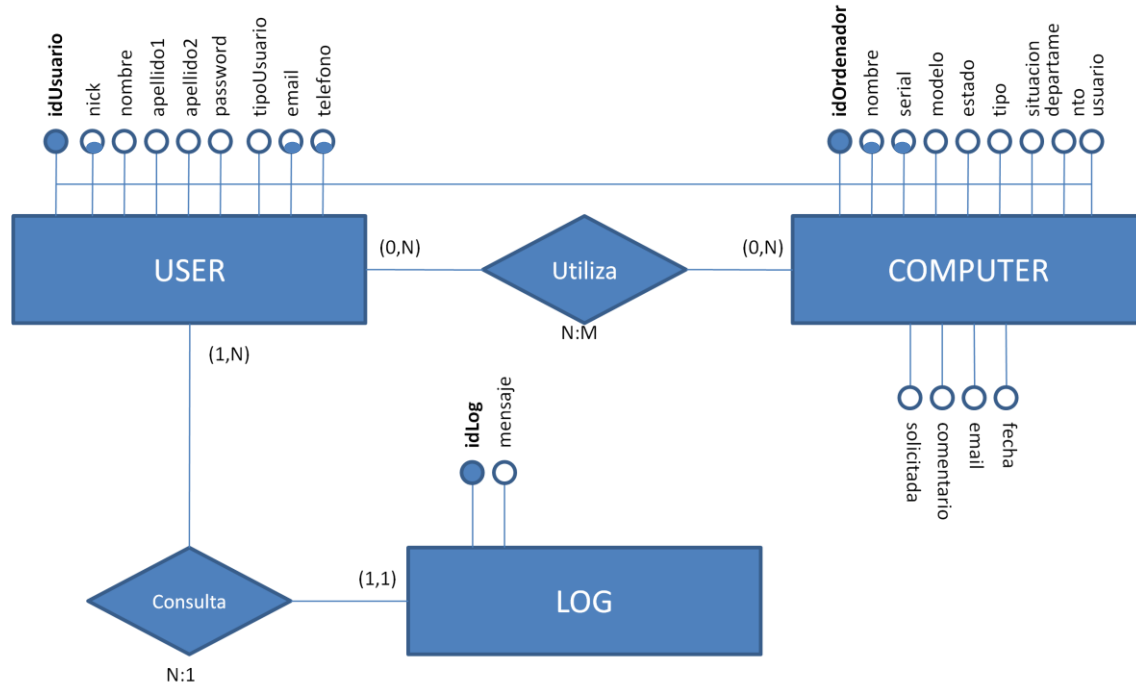 idUsuario
nick
nombre
apellido1
apellido2
password
tipoUsuario
email
telefono
idOrdenador
nombre
serial
modelo
estado
tipo
situacion
departame
nto
usuario
USER
(0,N)
Utiliza
(0,N)
COMPUTER
N:M
(1,N)
idLog
mensaje
solicitada
comentario
email
fecha
Consulta
(1,1)
LOG
N:1